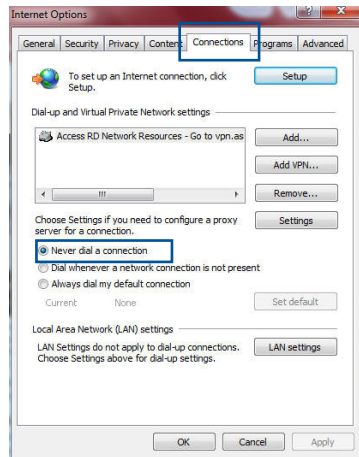 Internet Options
General Security Privacy Content Connections Programs Advanced
To set up an Internet connection, click Setup.
Setup
Dial-up and Virtual Private Network settings
Access RD Network Resources - Go to vpn.as
Add...
Add VPN...
Remove...
Choose Settings if you need to configure a proxy
server for a connection.
Settings
Never dial a connection
Dial whenever a network connection is not present
Always dial my default connection
Current None
Set default
Local Area Network (LAN) settings
LAN Settings do not apply to dial-up connections.
Choose Settings above for dial-up settings.
LAN settings
OK Cancel Apply